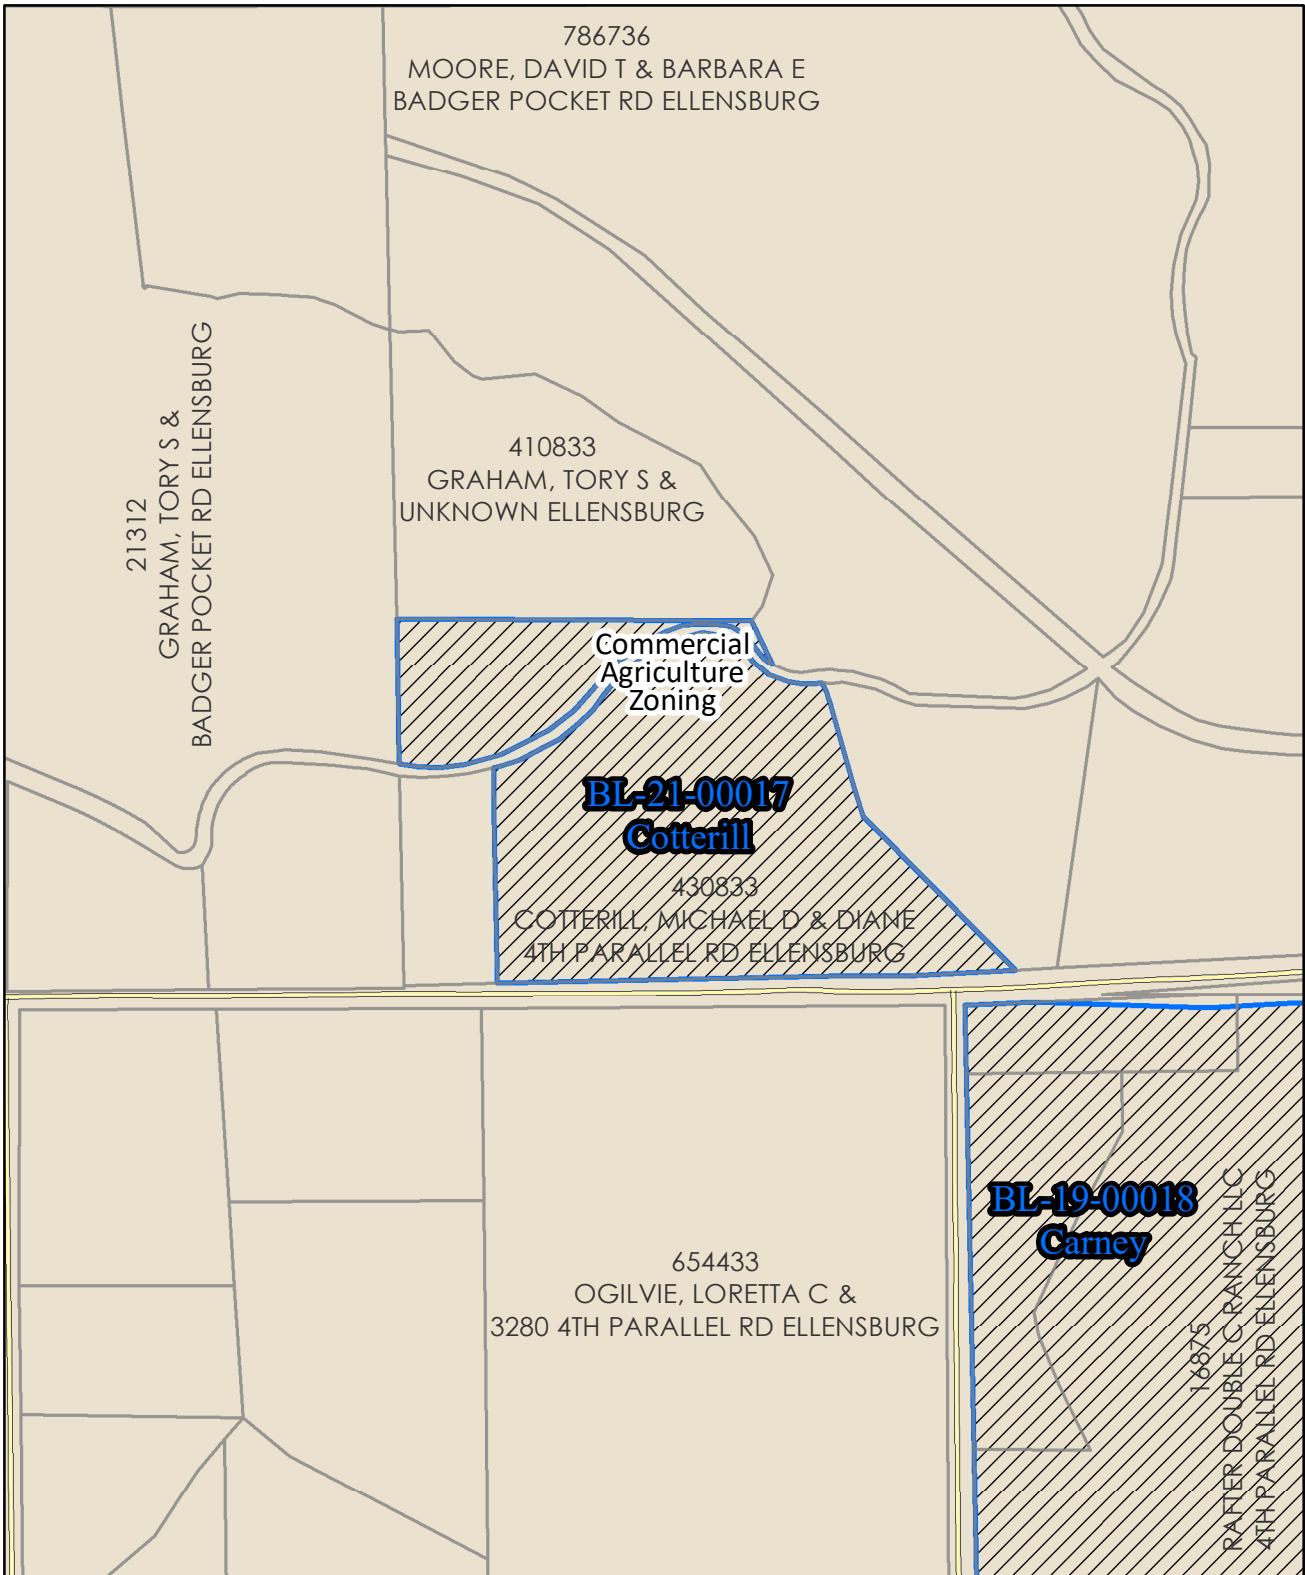 786736
MOORE, DAVID T & BARBARA E
BADGER POCKET RD ELLENSBURG
21312
GRAHAM, TORY S &
BADGER POCKET RD ELLENSBURG
410833
GRAHAM, TORY S &
UNKNOWN ELLENSBURG
Commercial
Agriculture
Zoning
BL-21-00017
Cotterill
430833
COTTERILL, MICHAEL D & DIANE
4TH PARALLEL RD ELLENSBURG
654433
OGILVIE, LORETTA C &
3280 4TH PARALLEL RD ELLENSBURG
BL-19-00018
Carney
16875
RAFTER DOUBLE C RANCH LLC
4TH PARALLEL RD ELLENSBURG